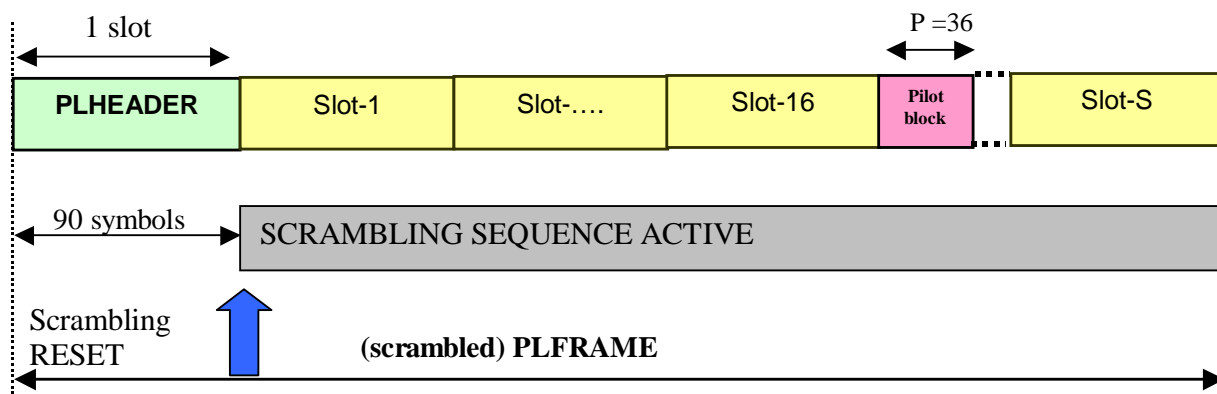 1 slot
P =36
PLHEADER
Slot-1
Slot-....
Slot-16
Pilot
block
Slot-S
90 symbols
SCRAMBLING SEQUENCE ACTIVE
Scrambling
RESET
(scrambled) PLFRAME